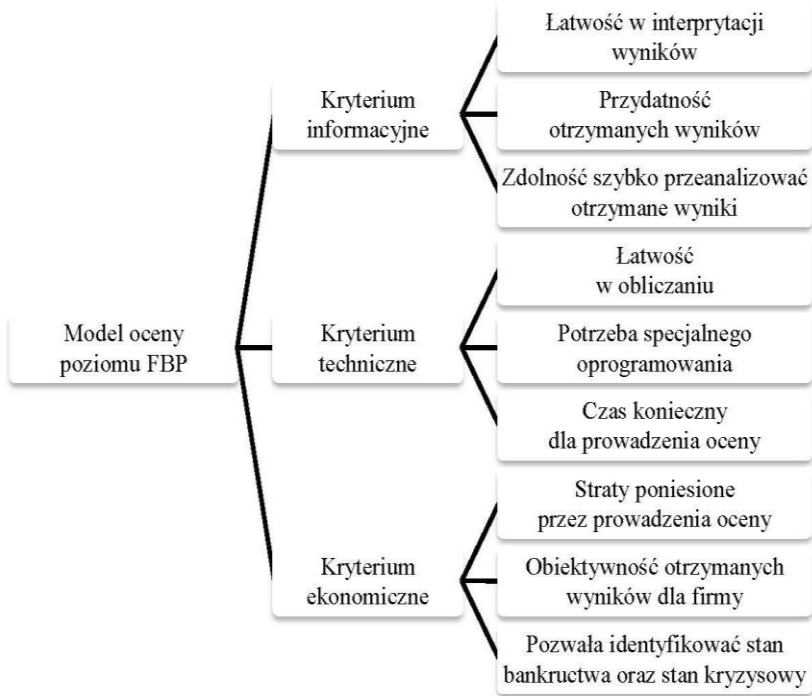 Model oceny
poziomu FBP
Kryterium
informacyjne
Łatwość w interpritacji
wyników
Przydatność
otrzymanych wyników
Zdolność szybko przeanalizować
otrzymane wyniki
Kryterium
techniczne
Łatwość
w obliczaniu
Potrzeba specjalnego
oprogramowania
Czas konieczny
dla prowadzenia oceny
Kryterium
ekonomiczne
Straty poniesione
przez prowadzenia oceny
Obiektywność otrzymanych
wyników dla firmy
Pozwała identyfikować stan
bankructwa oraz stan kryzysowy